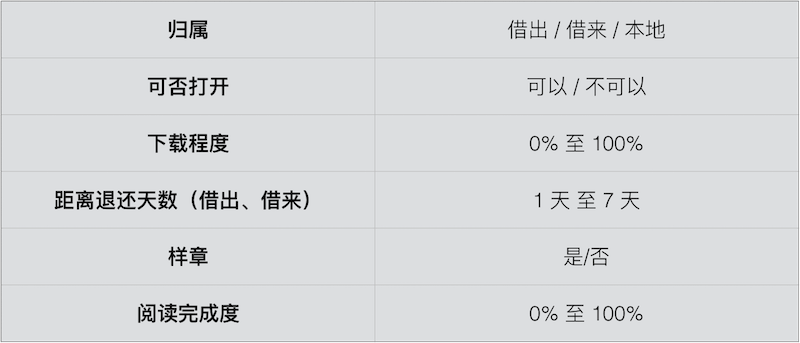 归属 借出 / 借来 / 本地
可否打开 可以 / 不可以
下载程度 0% 至 100%
距离退还天数（借出、借来） 1 天 至 7 天
样章 是/否
阅读完成度 0% 至 100%